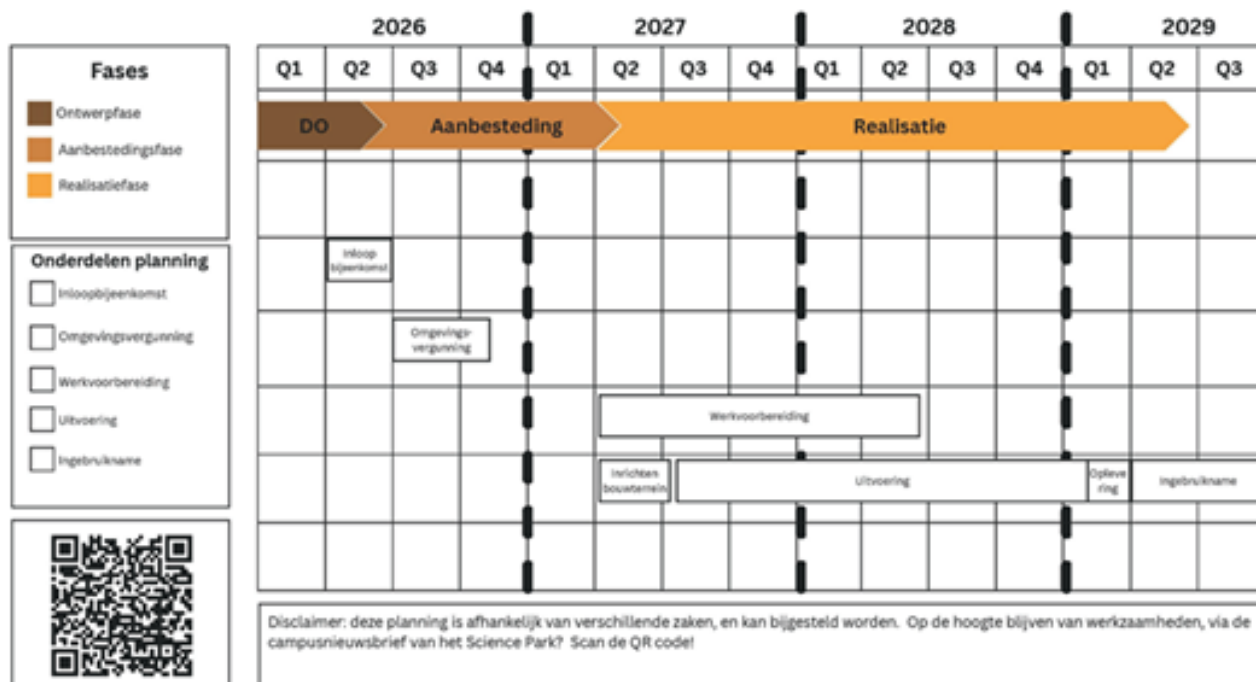 2026 2027 2028 2029
Fases
Q1 Q2 Q3 Q4 Q1 Q2 Q3 Q4 Q1 Q2 Q3 Q4 Q1 Q2 Q3
Ontwerpfase
Aanbestedingsfase
Realisatiefase
DO Aanbesteding Realisatie
Onderdelen planning
Inloopbijeenkomst
Omgevingsvergunning
Werkvoorbereiding
Uitvoering
Ingebruikname
Inloop
bijeenkomst
Omgevings-
vergunning
Werkvoorbereiding
Inrichten
bouwterrein
Uitvoering
Opleve
ring
Ingebruikname
Disclaimer: deze planning is afhankelijk van verschillende zaken, en kan bijgesteld worden. Op de hoogte blijven van werkzaamheden, via de
campusnieuwsbrief van het Science Park? Scan de QR code!